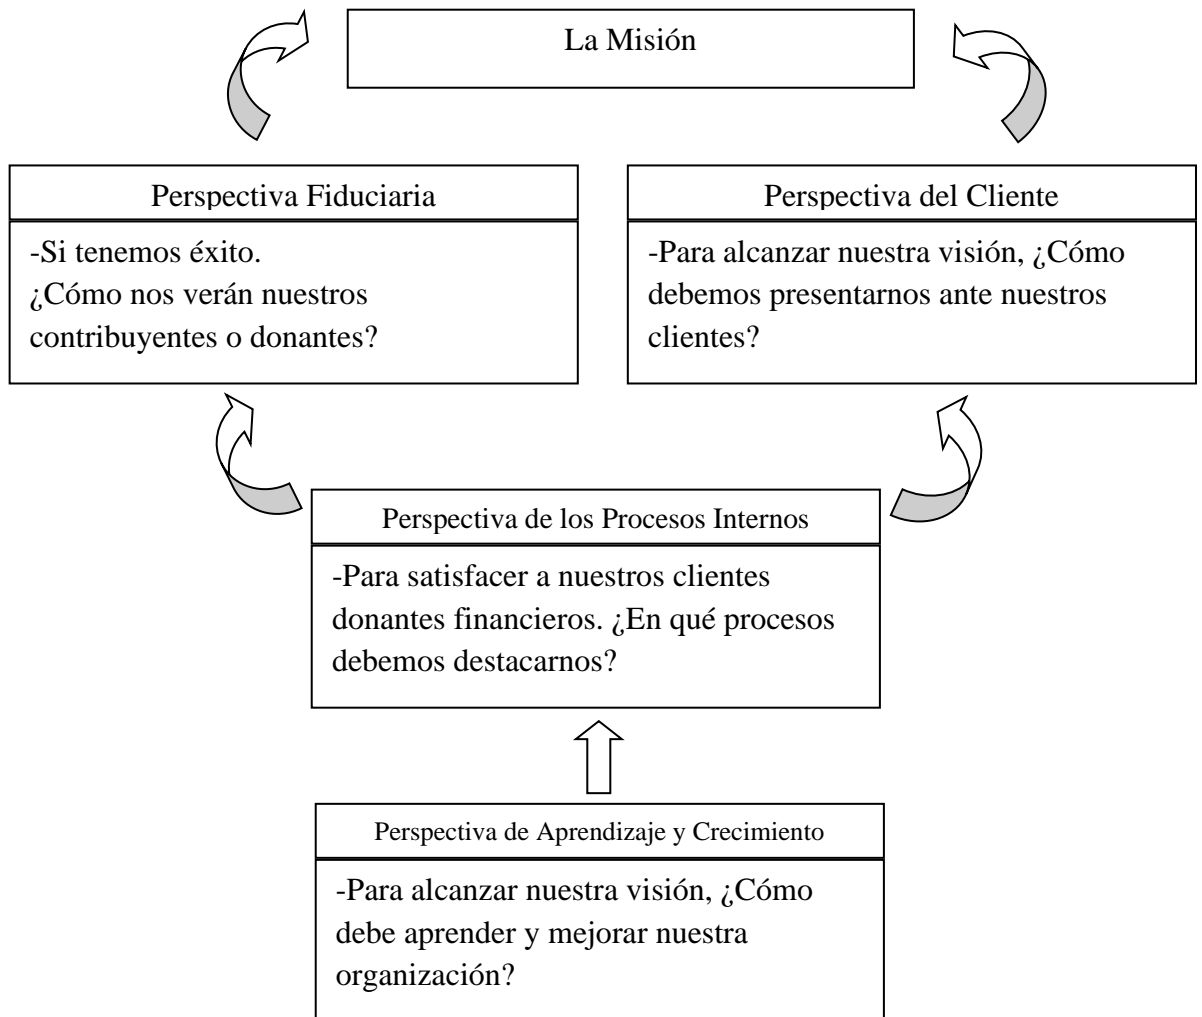 La Misión
Perspectiva Fiduciaria
-Si tenemos éxito.
¿Cómo nos verán nuestros
contribuyentes o donantes?
Perspectiva del Cliente
-Para alcanzar nuestra visión, ¿Cómo
debemos presentarnos ante nuestros
clientes?
Perspectiva de los Procesos Internos
-Para satisfacer a nuestros clientes
donantes financieros. ¿En qué procesos
debemos destacarnos?
Perspectiva de Aprendizaje y Crecimiento
-Para alcanzar nuestra visión, ¿Cómo
debe aprender y mejorar nuestra
organización?